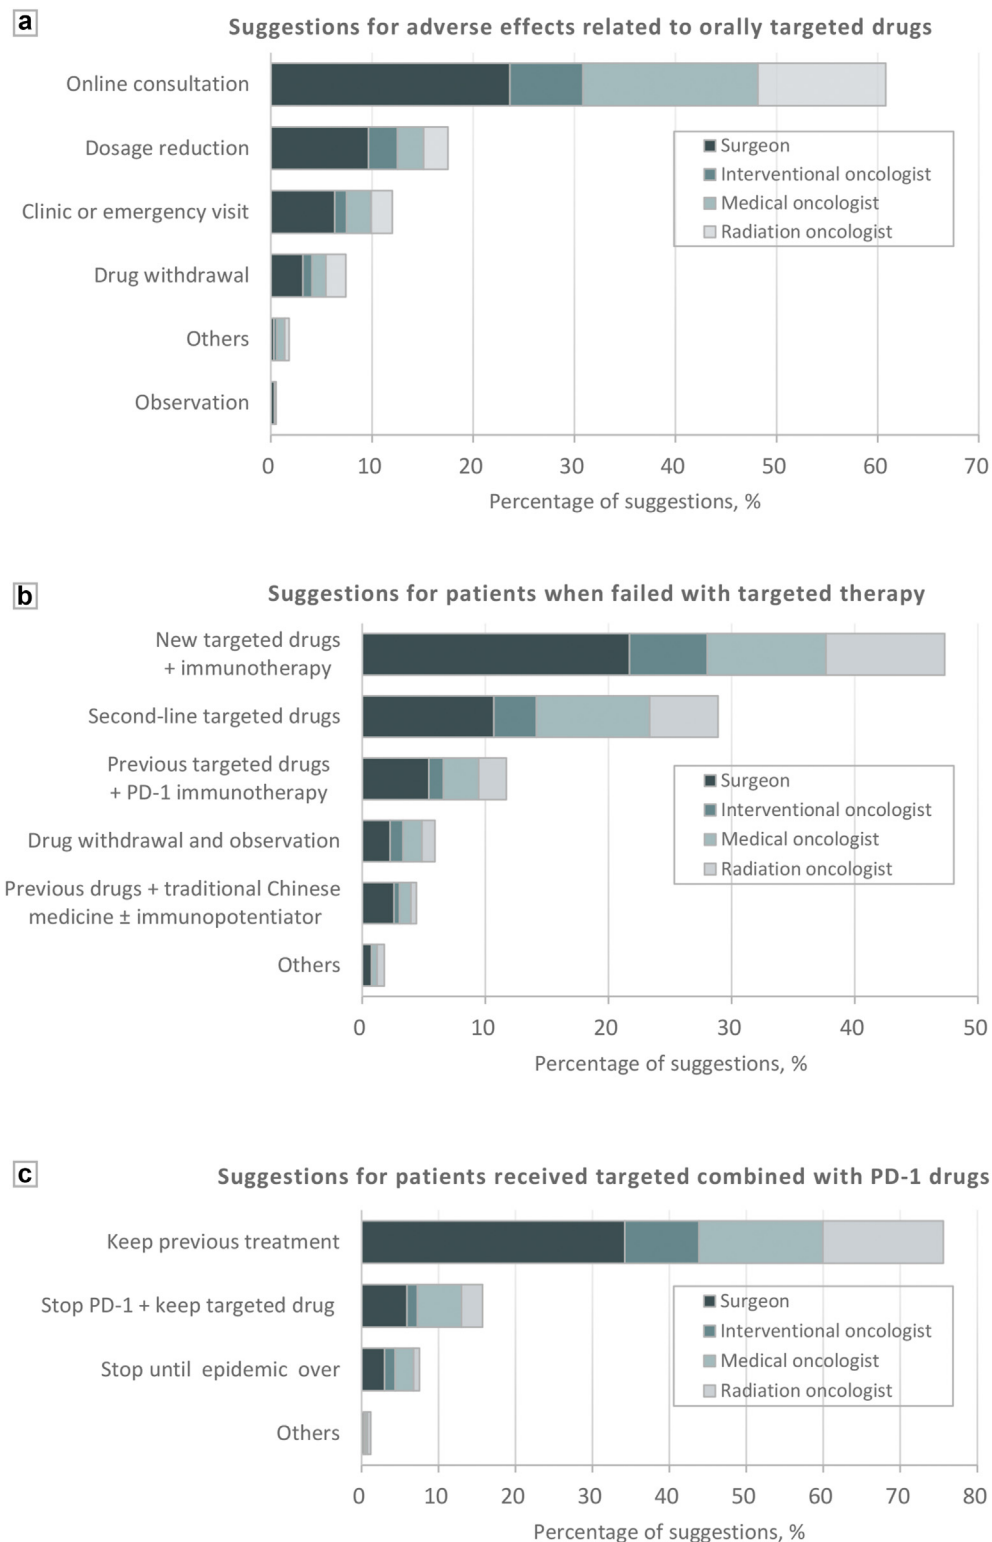 a
Suggestions for adverse effects related to orally targeted drugs
Online consultation
Dosage reduction
Clinic or emergency visit
Drug withdrawal
Others
Observation
Surgeon
Interventional oncologist
Medical oncologist
Radiation oncologist
0 10 20 30 40 50 60 70
Percentage of suggestions, %
b
Suggestions for patients when failed with targeted therapy
New targeted drugs
+ immunotherapy
Second-line targeted drugs
Previous targeted drugs
+ PD-1 immunotherapy
Drug withdrawal and observation
Previous drugs + traditional Chinese
medicine ± immunopotentiator
Others
Surgeon
Interventional oncologist
Medical oncologist
Radiation oncologist
0 10 20 30 40 50
Percentage of suggestions, %
c
Suggestions for patients received targeted combined with PD-1 drugs
Keep previous treatment
Stop PD-1 + keep targeted drug
Stop until epidemic over
Others
Surgeon
Interventional oncologist
Medical oncologist
Radiation oncologist
0 10 20 30 40 50 60 70 80
Percentage of suggestions, %